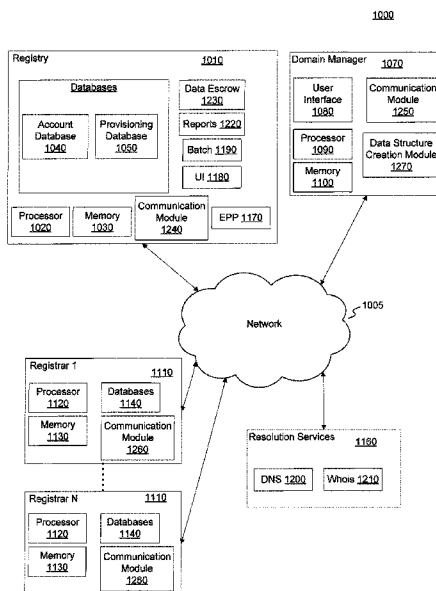 1000
Registry 1010
Databases
Account Database 1040
Provisioning Database 1050
Data Escrow 1230
Reports 1220
Batch 1190
UI 1180
Processor 1020
Memory 1030
Communication Module 1240
EPP 1170
Domain Manager 1070
User Interface 1080
Communication Module 1250
Processor 1090
Memory 1100
Data Structure Creation Module 1270
Network
1005
Registrar 1 1110
Processor 1120
Databases 1140
Memory 1130
Communication Module 1260
Registrar N 1110
Processor 1120
Databases 1140
Memory 1130
Communication Module 1260
Resolution Services 1160
DNS 1200
Whois 1210